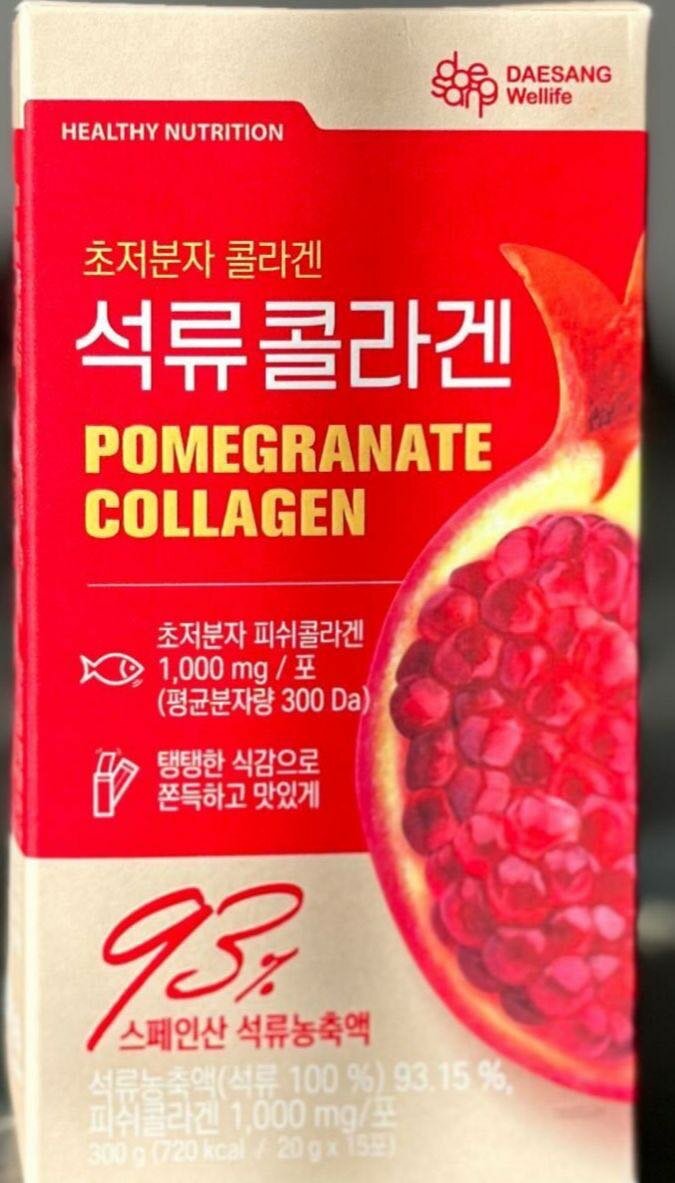 daesang
DAESANG
Wellife
HEALTHY NUTRITION
초저분자 콜라겐
석류콜라겐
POMEGRANATE
COLLAGEN
초저분자 피쉬콜라겐
1,000 mg / 포
(평균분자량 300 Da)
탱탱한 식감으로
쫀득하고 맛있게
93%
스페인산 석류농축액
석류농축액(석류 100 %) 93.15 %,
피쉬콜라겐 1,000 mg/포
300 g (720 kcal / 20 g x 15포)